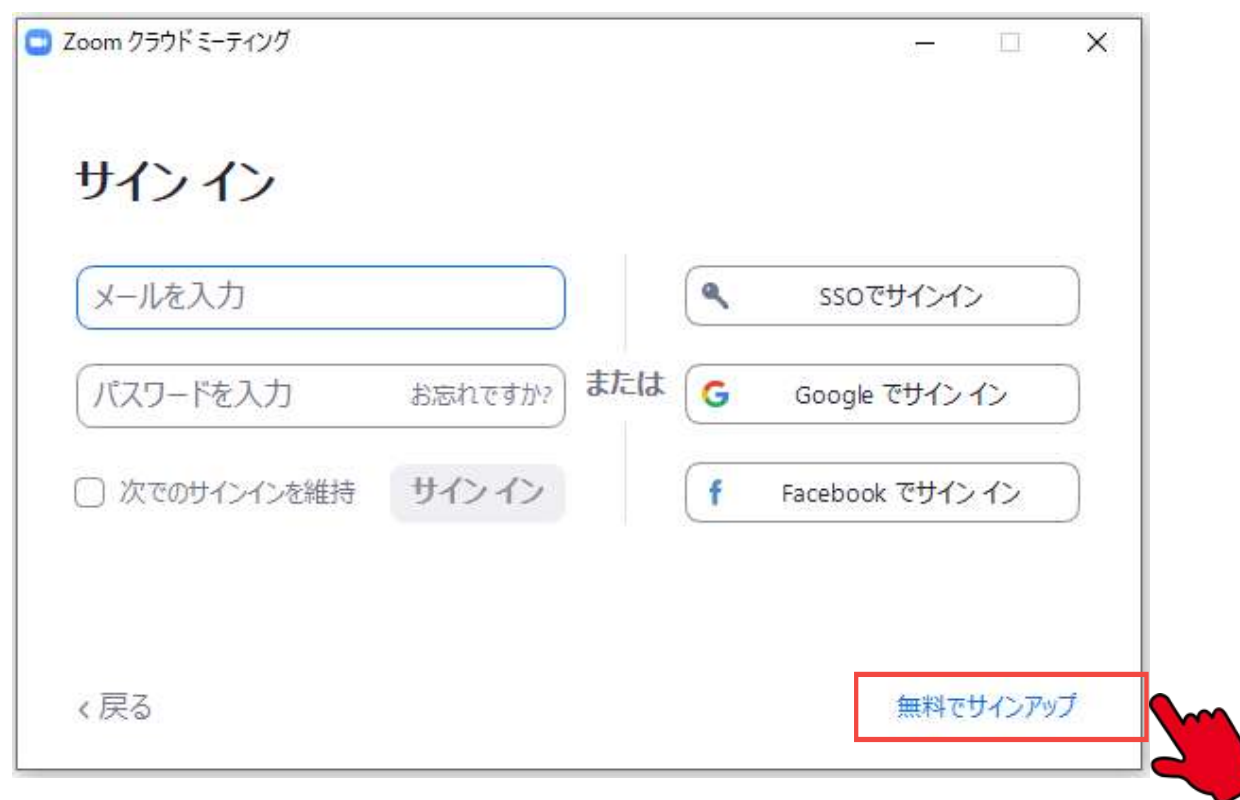 Zoom クラウド ミーティング
サイン イン
メールを入力
パスワードを入力 お忘れですか?
次でのサインインを維持 サイン イン
または
SSOでサインイン
Google でサイン イン
Facebook でサイン イン
‹ 戻る
無料でサインアップ